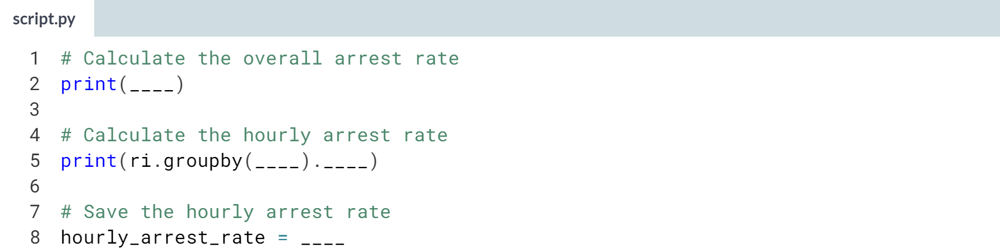 script.py
1 # Calculate the overall arrest rate
2 print(____)
3
4 # Calculate the hourly arrest rate
5 print(ri.groupby(____).____)
6
7 # Save the hourly arrest rate
8 hourly_arrest_rate = ____